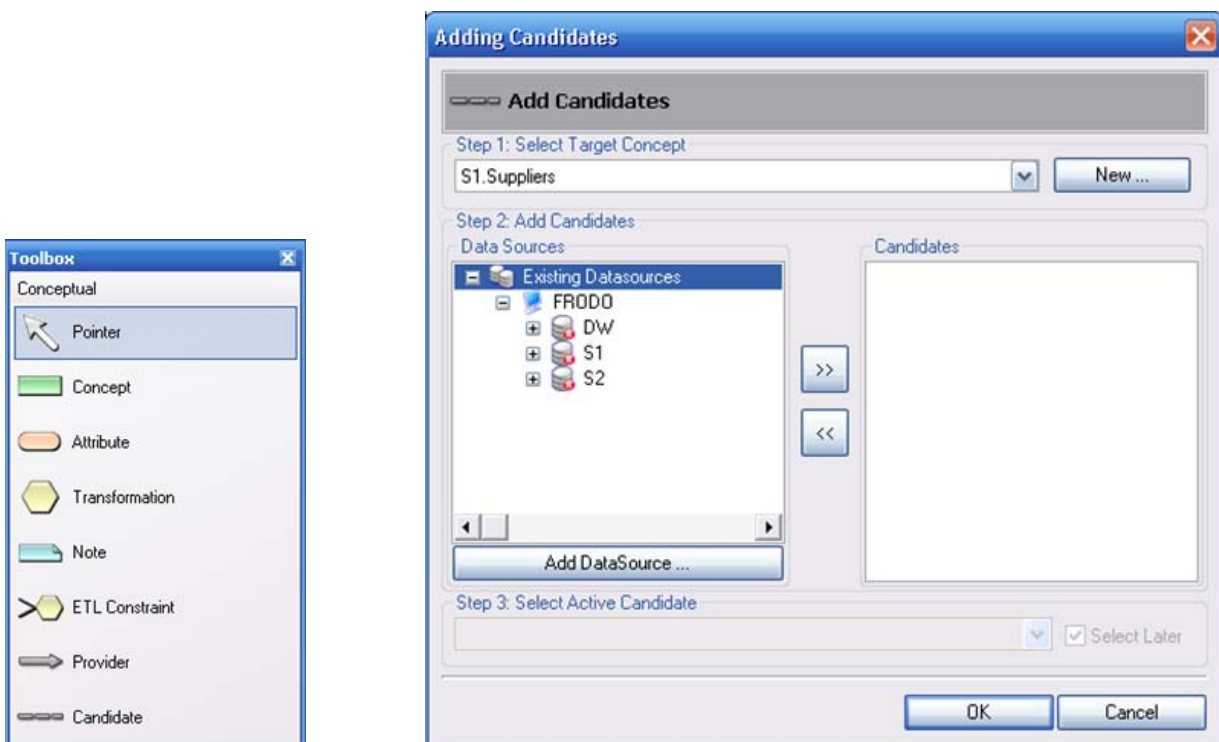 Toolbox
Conceptual
Pointer
Concept
Attribute
Transformation
Note
ETL Constraint
Provider
Candidate
Adding Candidates
Add Candidates
Step 1: Select Target Concept
S1.Suppliers
New ...
Step 2: Add Candidates
Data Sources
Existing Datasources
FRODO
DW
S1
S2
Add DataSource ...
>>
<<
Candidates
Step 3: Select Active Candidate
Select Later
OK
Cancel